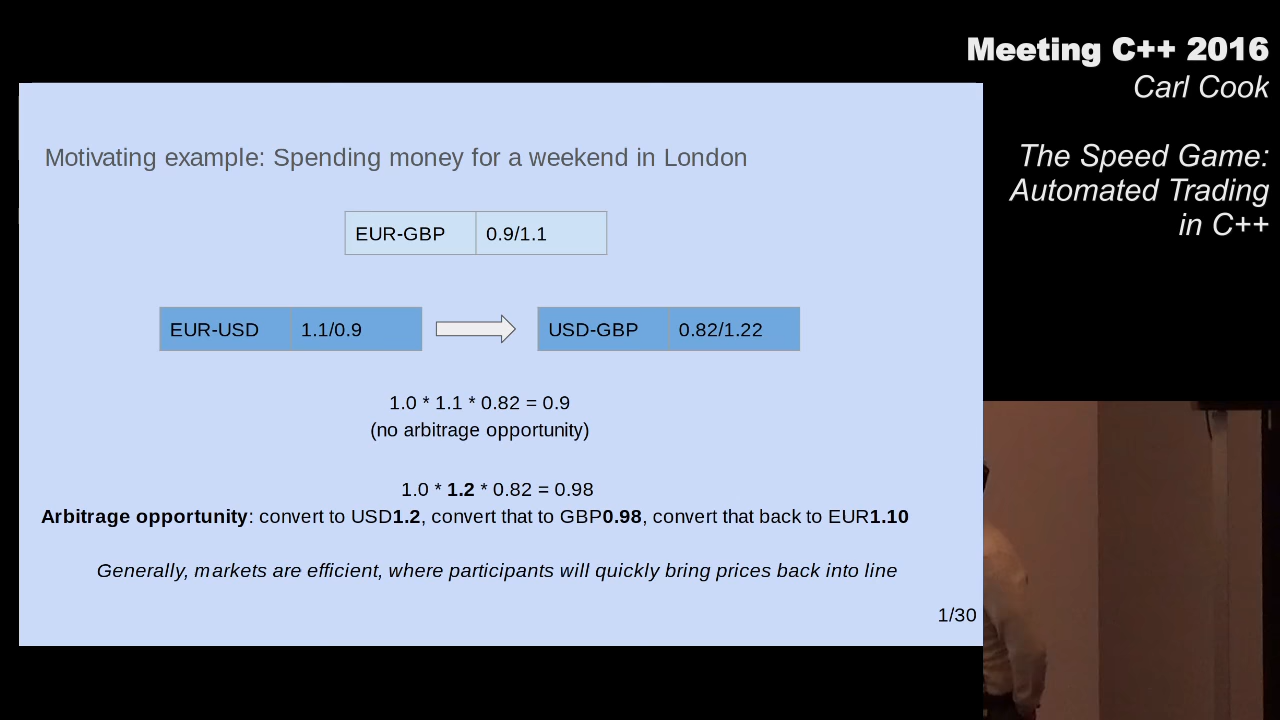 Meeting C++ 2016
Carl Cook
The Speed Game:
Automated Trading
in C++
Motivating example: Spending money for a weekend in London
EUR-GBP 0.9/1.1
EUR-USD 1.1/0.9 USD-GBP 0.82/1.22
1.0 * 1.1 * 0.82 = 0.9
(no arbitrage opportunity)
1.0 * 1.2 * 0.82 = 0.98
Arbitrage opportunity: convert to USD1.2, convert that to GBP0.98, convert that back to EUR1.10
Generally, markets are efficient, where participants will quickly bring prices back into line
1/30